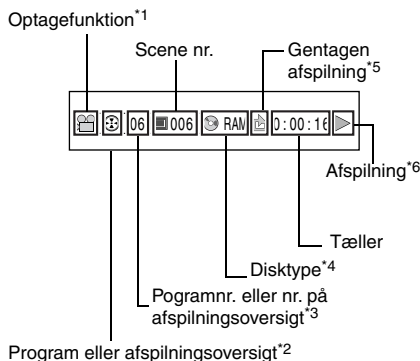 Optagefunktion*1
Scene nr.
Gentagen
afspilning*5
06 006 RAM 0:00:16
Afspilning*6
Tæller
Disktype*4
Pogramnr. eller nr. på
afspilningsoversigt*3
Program eller afspilningsoversigt*2